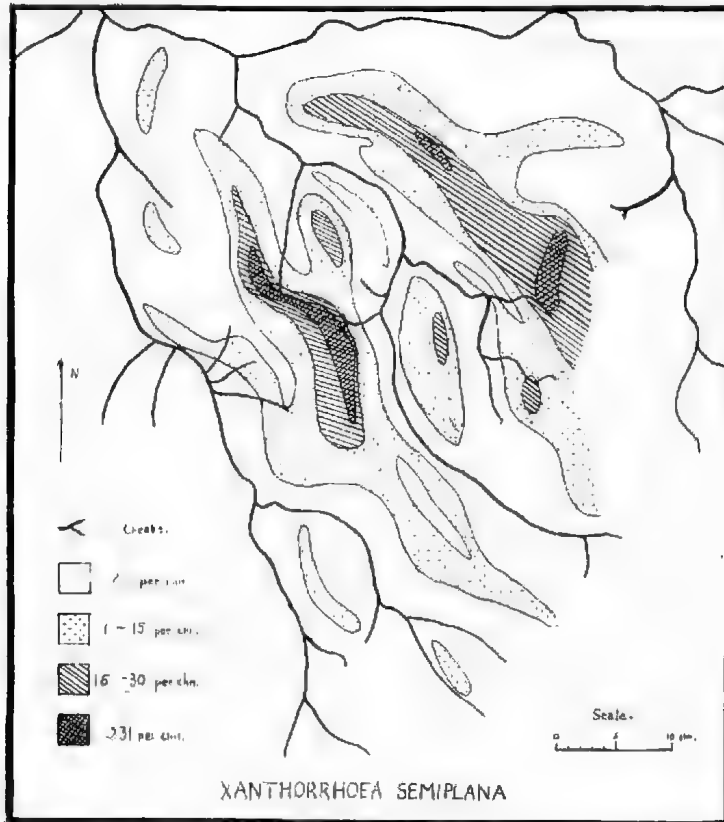 N
Creeks.
per chn.
1 - 15 per chn.
16 - 30 per chn.
≥31 per chn.
Scale.
0 5 10 chn.
XANTHORRHOEA SEMIPLANA